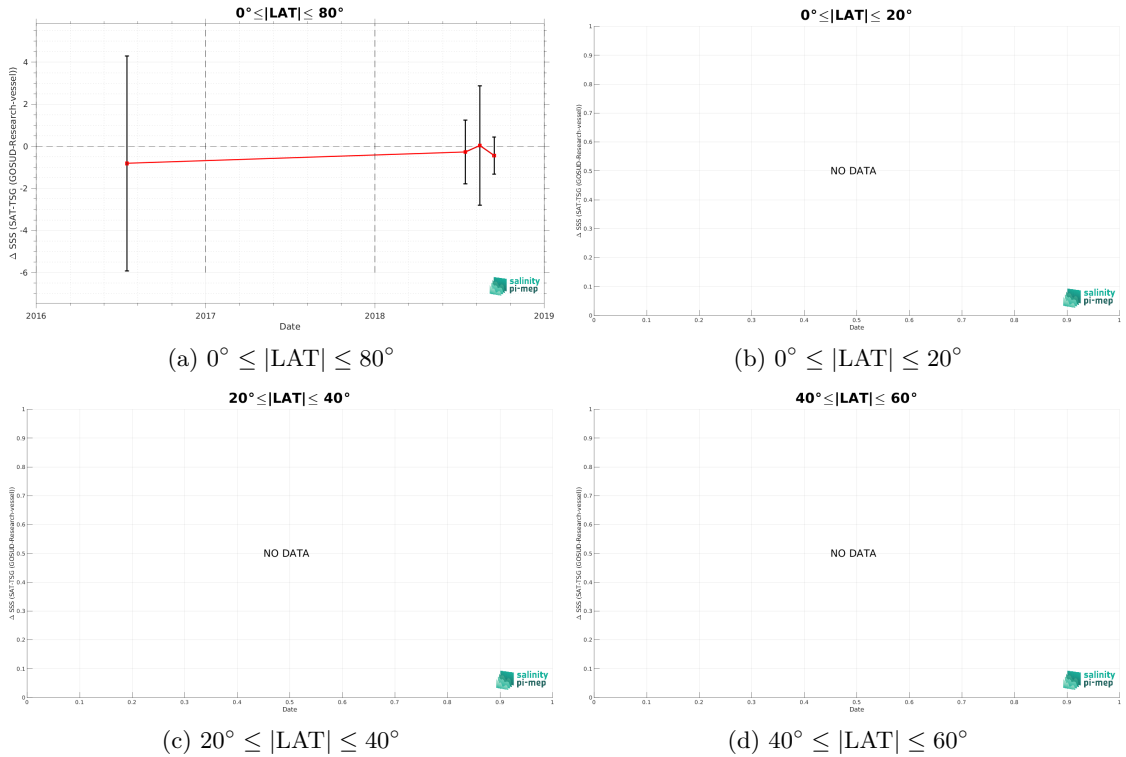 0°≤|LAT|≤ 80°
Δ SSS (SAT-TSG (GOSUD-Research-vessel))
4
2
0
-2
-4
-6
2016
2017
2018
2019
Date
salinity
pi-mep
(a) 0° ≤ |LAT| ≤ 80°
0°≤|LAT|≤ 20°
Δ SSS (SAT-TSG (GOSUD-Research-vessel))
1
0.9
0.8
0.7
0.6
0.5
0.4
0.3
0.2
0.1
0
NO DATA
0 0.1 0.2 0.3 0.4 0.5 0.6 0.7 0.8 0.9 1
Date
salinity
pi-mep
(b) 0° ≤ |LAT| ≤ 20°
20°≤|LAT|≤ 40°
Δ SSS (SAT-TSG (GOSUD-Research-vessel))
1
0.9
0.8
0.7
0.6
0.5
0.4
0.3
0.2
0.1
0
NO DATA
0 0.1 0.2 0.3 0.4 0.5 0.6 0.7 0.8 0.9 1
Date
salinity
pi-mep
(c) 20° ≤ |LAT| ≤ 40°
40°≤|LAT|≤ 60°
Δ SSS (SAT-TSG (GOSUD-Research-vessel))
1
0.9
0.8
0.7
0.6
0.5
0.4
0.3
0.2
0.1
0
NO DATA
0 0.1 0.2 0.3 0.4 0.5 0.6 0.7 0.8 0.9 1
Date
salinity
pi-mep
(d) 40° ≤ |LAT| ≤ 60°